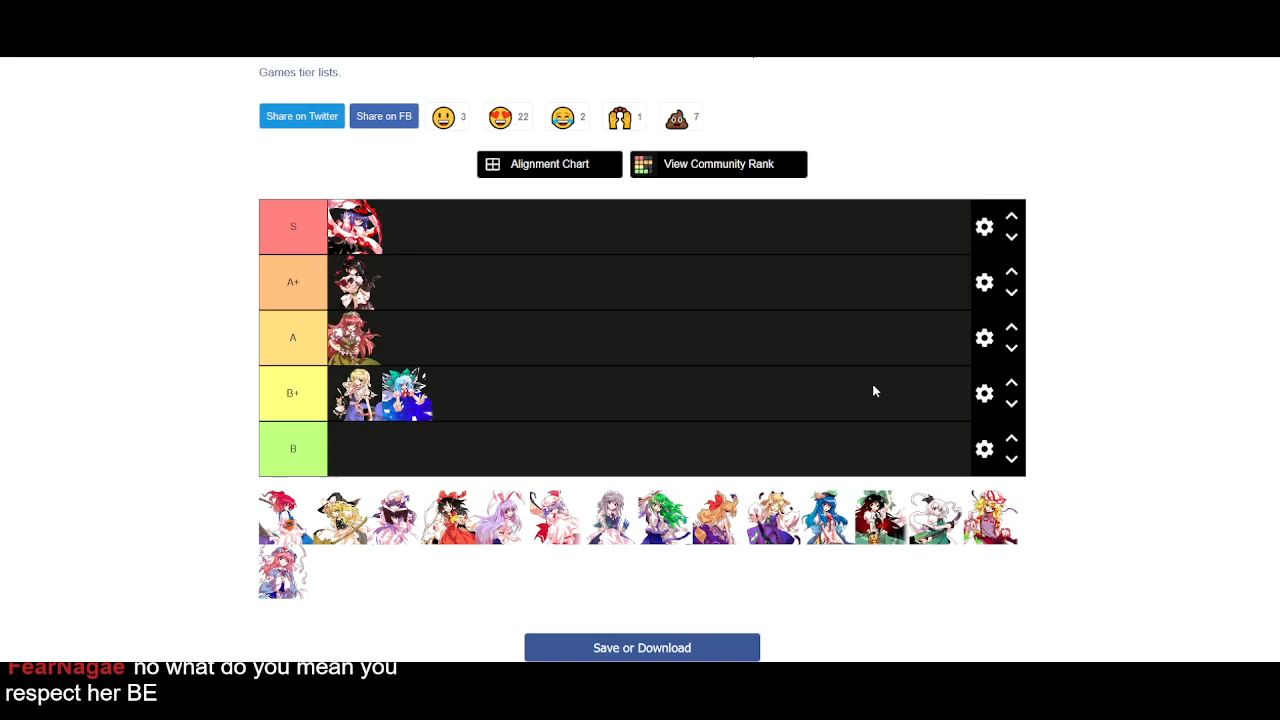 Games tier lists.
Share on Twitter Share on FB 3 22 2 1 7
Alignment Chart View Community Rank
S
A+
A
B+
B
Save or Download
FearNagae no what do you mean you
respect her BE